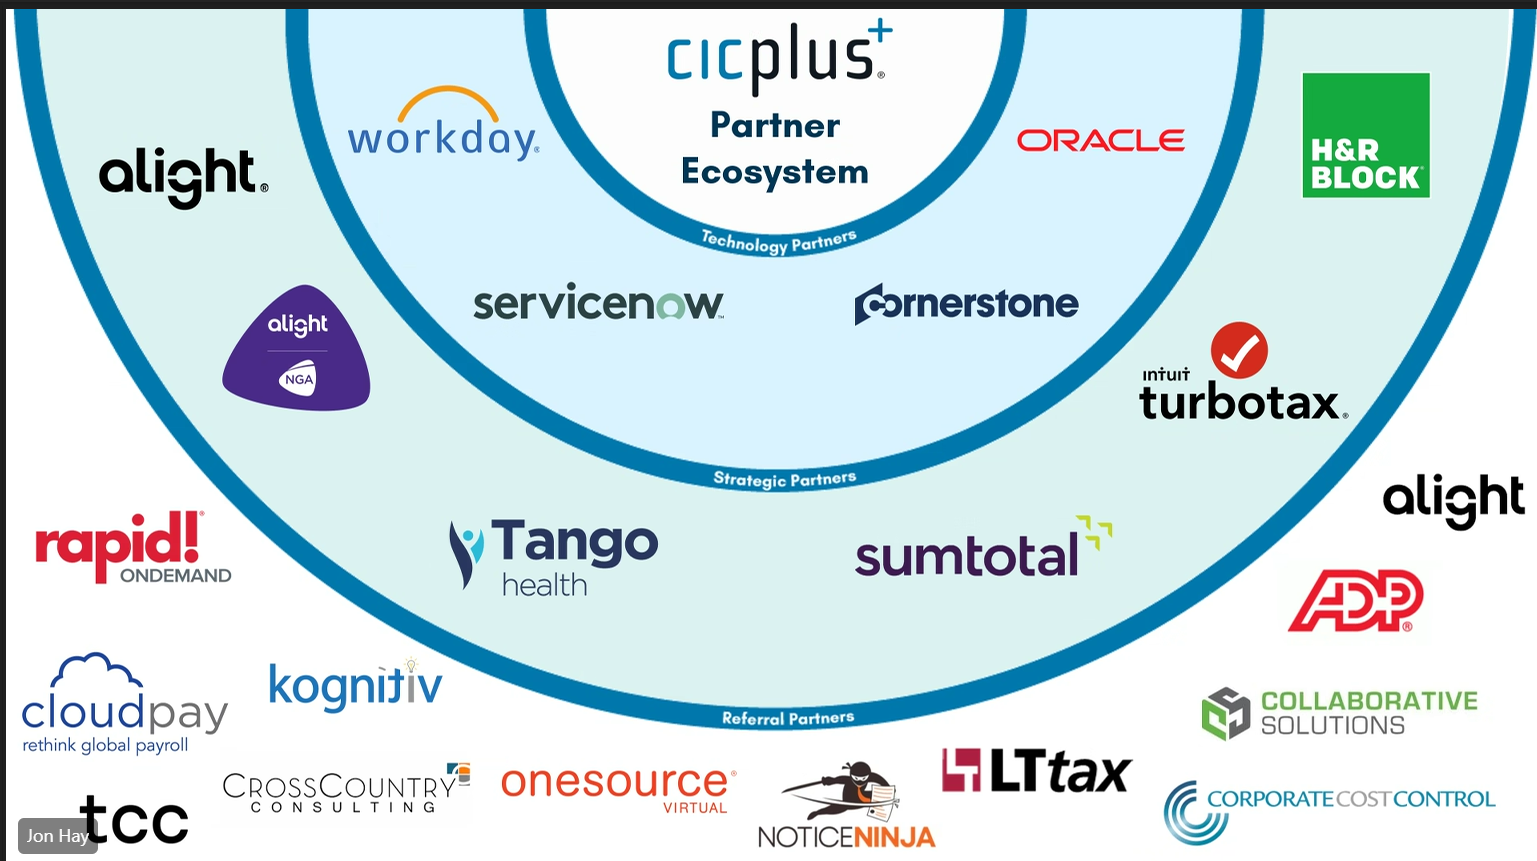 cicplus+®
Partner
Ecosystem
workday®
ORACLE
H&R
BLOCK®
alight®
Technology Partners
servicenow™
cornerstone
alight
NGA
intuit
turbotax®
Strategic Partners
alight
rapid!®
ONDEMAND
Tango
health
sumtotal
ADP®
cloudpay
rethink global payroll
kognitiv
Referral Partners
COLLABORATIVE
SOLUTIONS
CROSSCOUNTRY
CONSULTING
onesource®
VIRTUAL
NOTICENINJA
LTtax
CORPORATE COST CONTROL
tcc
Jon Hay